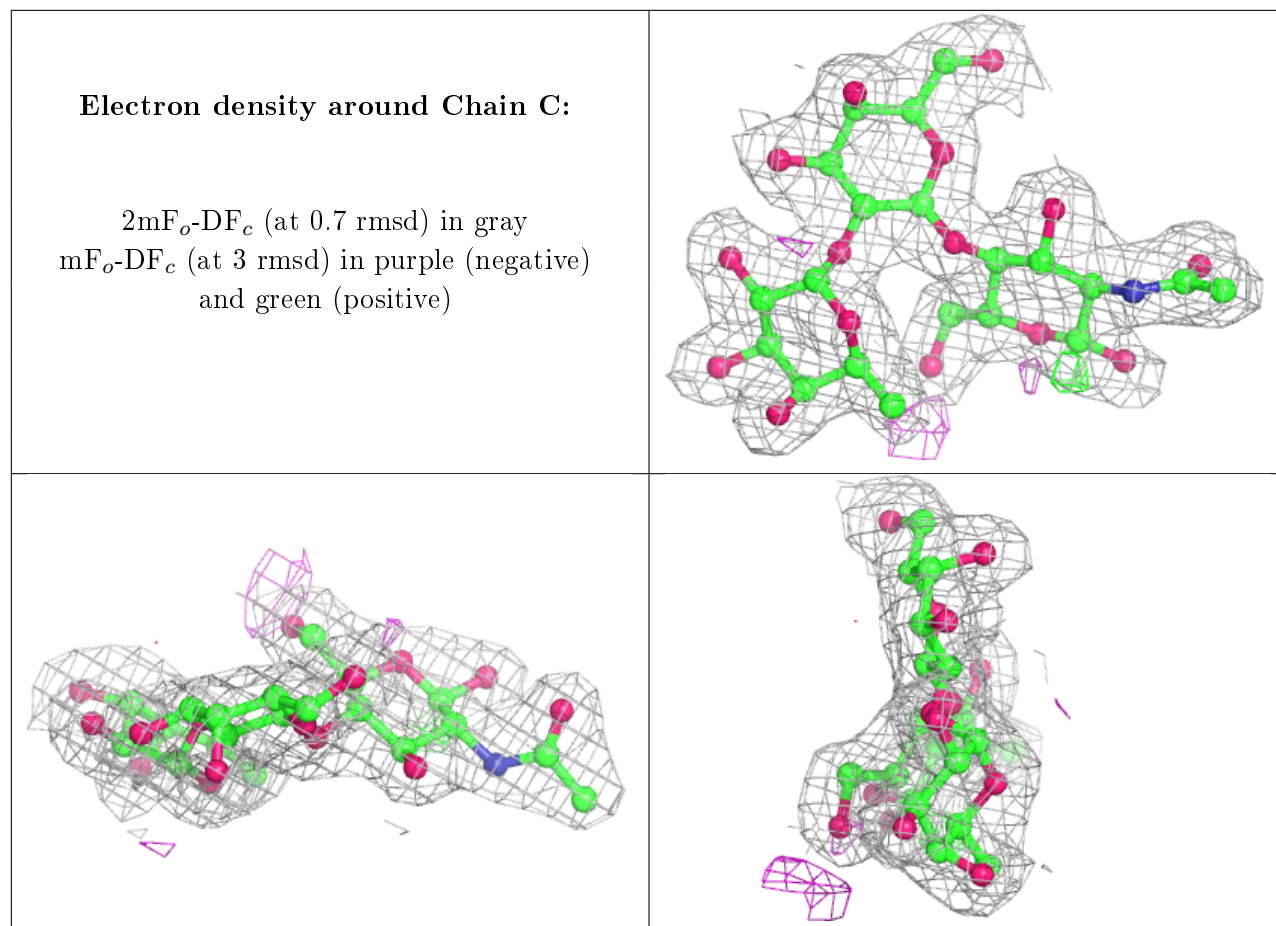 Electron density around Chain C:
2mFo-DFc (at 0.7 rmsd) in gray
mFo-DFc (at 3 rmsd) in purple (negative)
and green (positive)